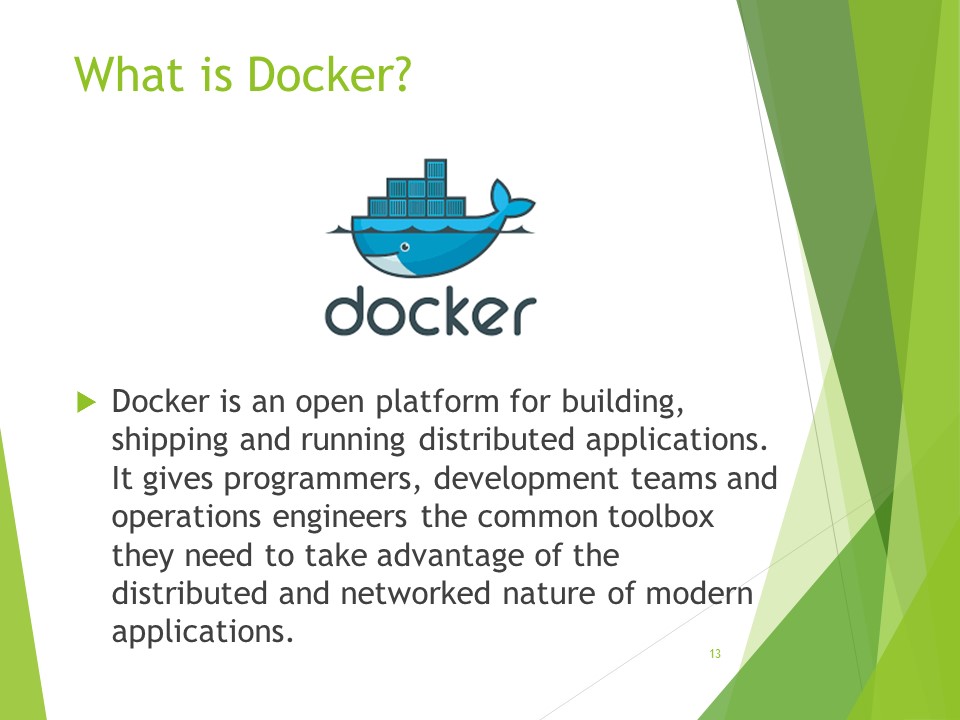 What is Docker?
docker
Docker is an open platform for building,
shipping and running distributed applications.
It gives programmers, development teams and
operations engineers the common toolbox
they need to take advantage of the
distributed and networked nature of modern
applications.
13